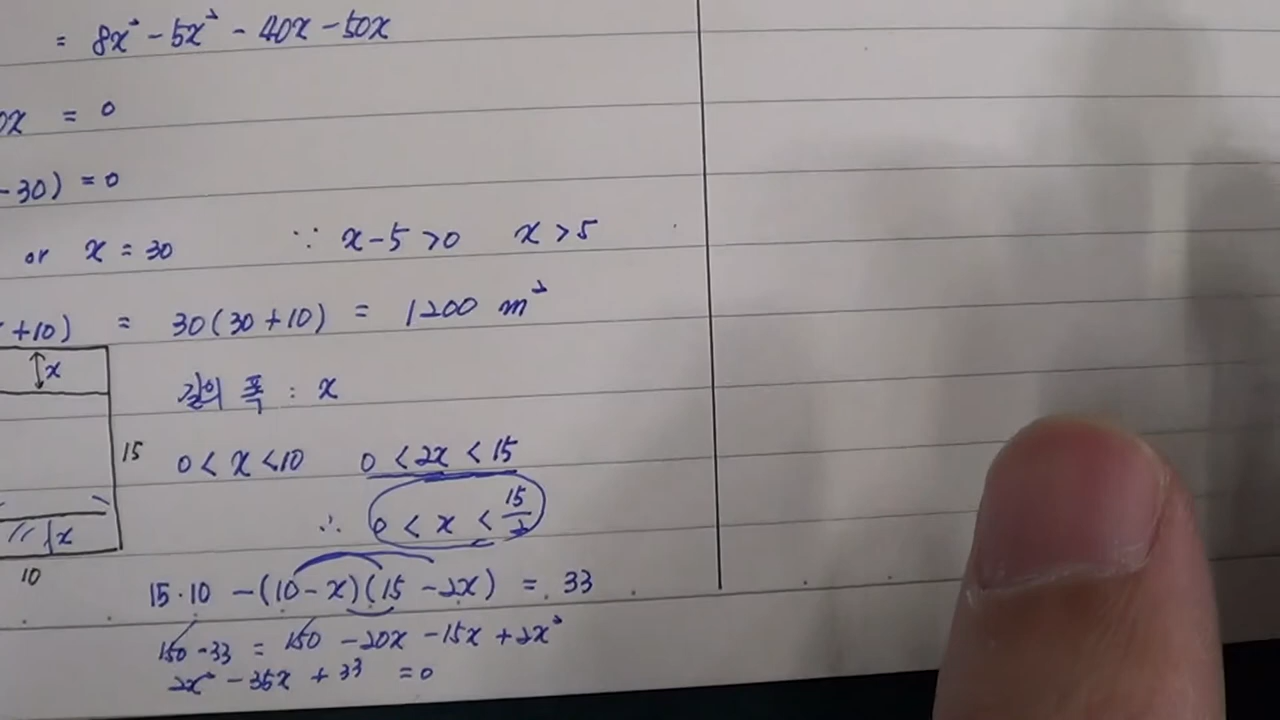 = 8x² - 5x² - 40x - 50x
0x = 0
-30) = 0
or x = 30 ∵ x-5>0 x>5
+10) = 30(30+10) = 1200 m²
x
길의 폭 : x
15 0<x<10 0<2x<15
∴ 0<x<15/2
x
10
15·10 -(10-x)(15-2x) = 33
150-33 = 150 -20x -15x +2x²
2x² -35x +33 =0